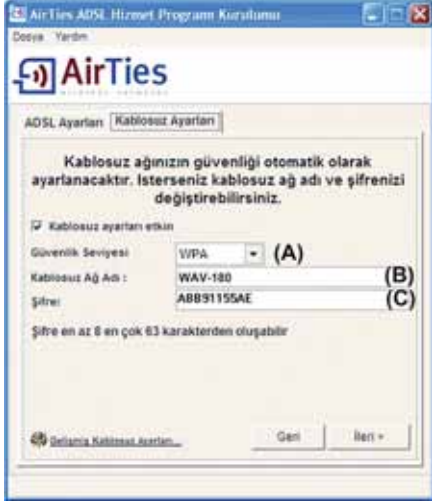 AirTies ADSL Hizmet Programı Kurulumu
Dosya Yardım
AirTies
ADSL Ayarları Kablosuz Ayarları
Kablosuz ağınızın güvenliği otomatik olarak
ayarlanacaktır. Isterseniz kablosuz ağ adı ve şifrenizi
değiştirebilirsiniz.
Kablosuz ayarları etkin
Güvenlik Seviyesi WPA (A)
Kablosuz Ağ Adı : WAV-180 (B)
Şifre: ABB91155AE (C)
Şifre en az 8 en çok 63 karakterden oluşabilir
Gelişmiş Kablosuz Ayarları... Geri İleri »